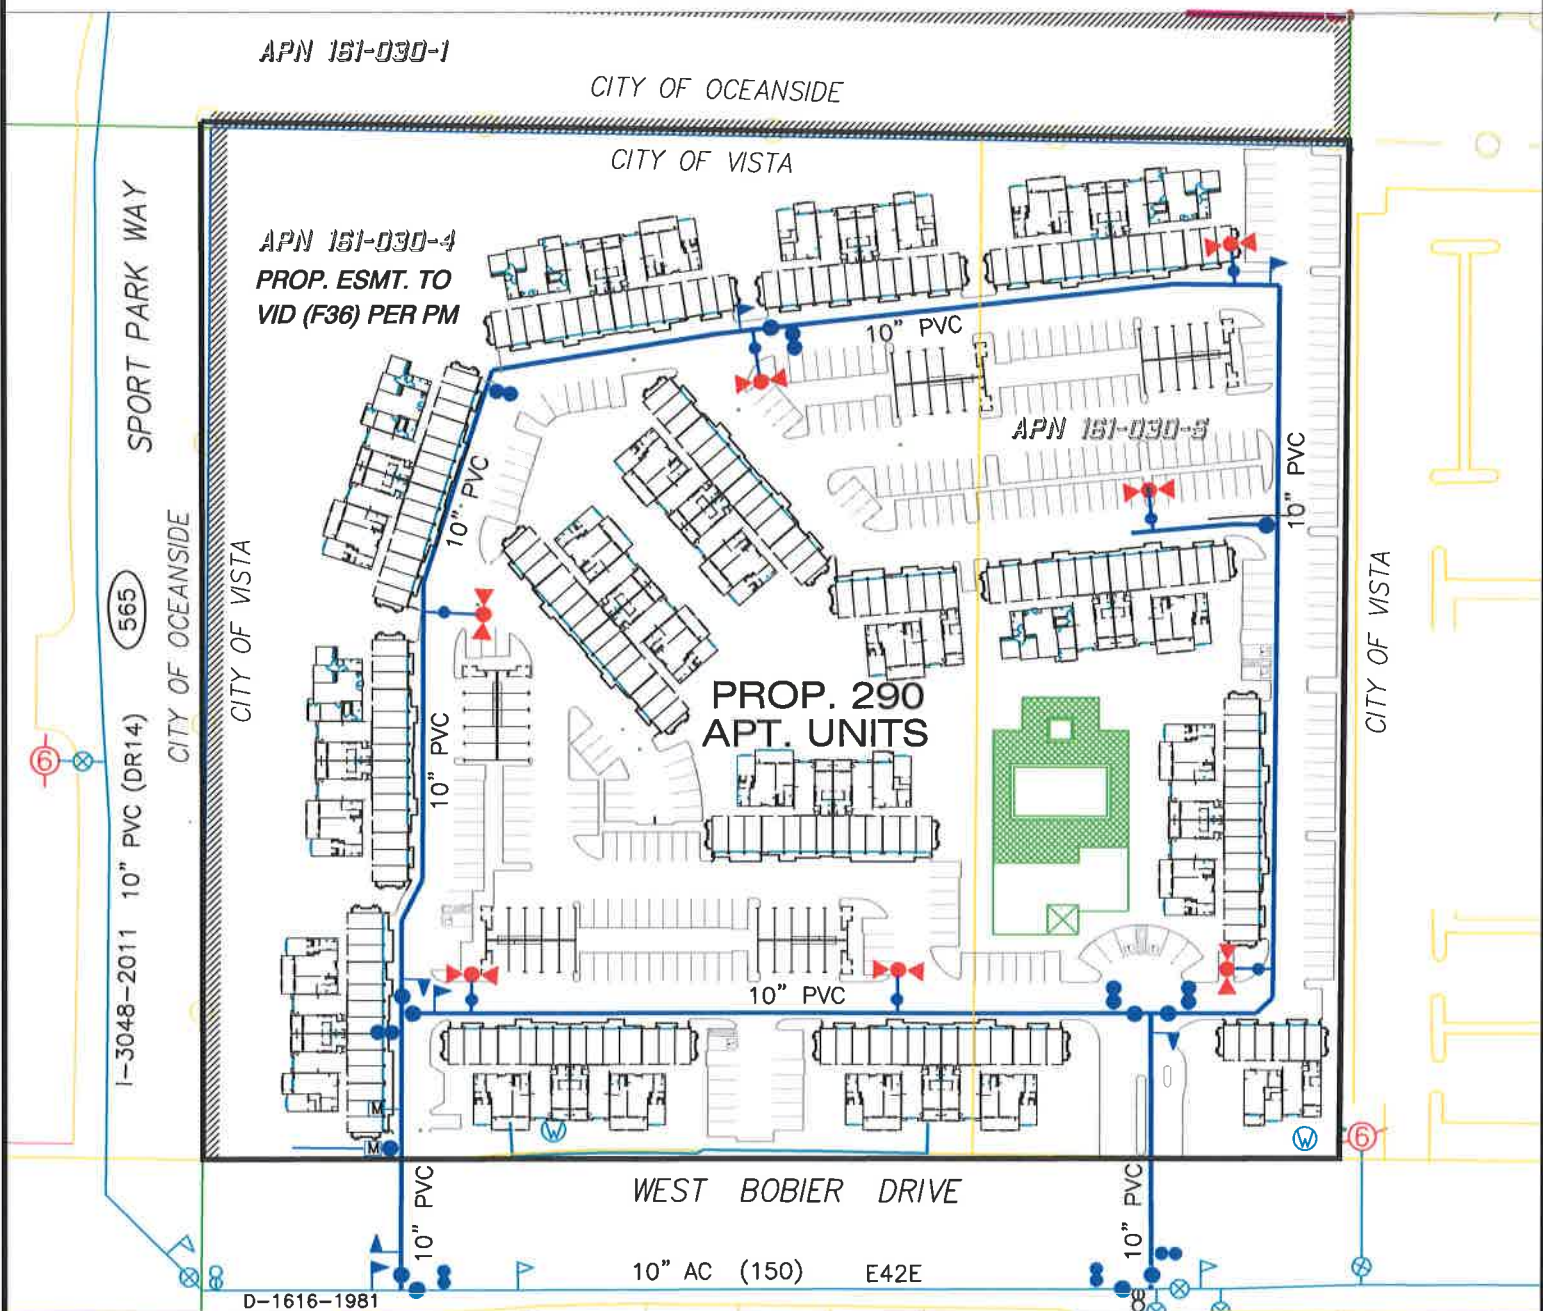 APN 161-030-1
CITY OF OCEANSIDE
CITY OF VISTA
APN 161-030-4
PROP. ESMT. TO
VID (F36) PER PM
SPORT PARK WAY
10" PVC
APN 161-030-6
10" PVC
10" PVC
565
CITY OF OCEANSIDE
CITY OF VISTA
CITY OF VISTA
PROP. 290
APT. UNITS
10" PVC
6
I-3048-2011 10" PVC (DR14)
10" PVC
M
W
W
6
M
WEST BOBIER DRIVE
10" PVC
10" PVC
10" AC (150) E42E
D-1616-1981